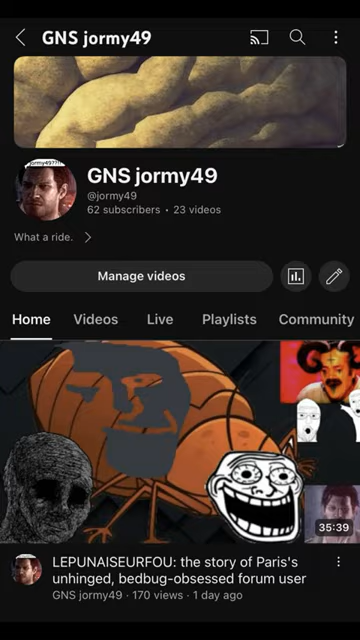 GNS jormy49
jormy49???
GNS jormy49
@jormy49
62 subscribers • 23 videos
What a ride.
Manage videos
Home Videos Live Playlists Community
35:39
LEPUNAISEURFOU: the story of Paris's
unhinged, bedbug-obsessed forum user
GNS jormy49 · 170 views · 1 day ago